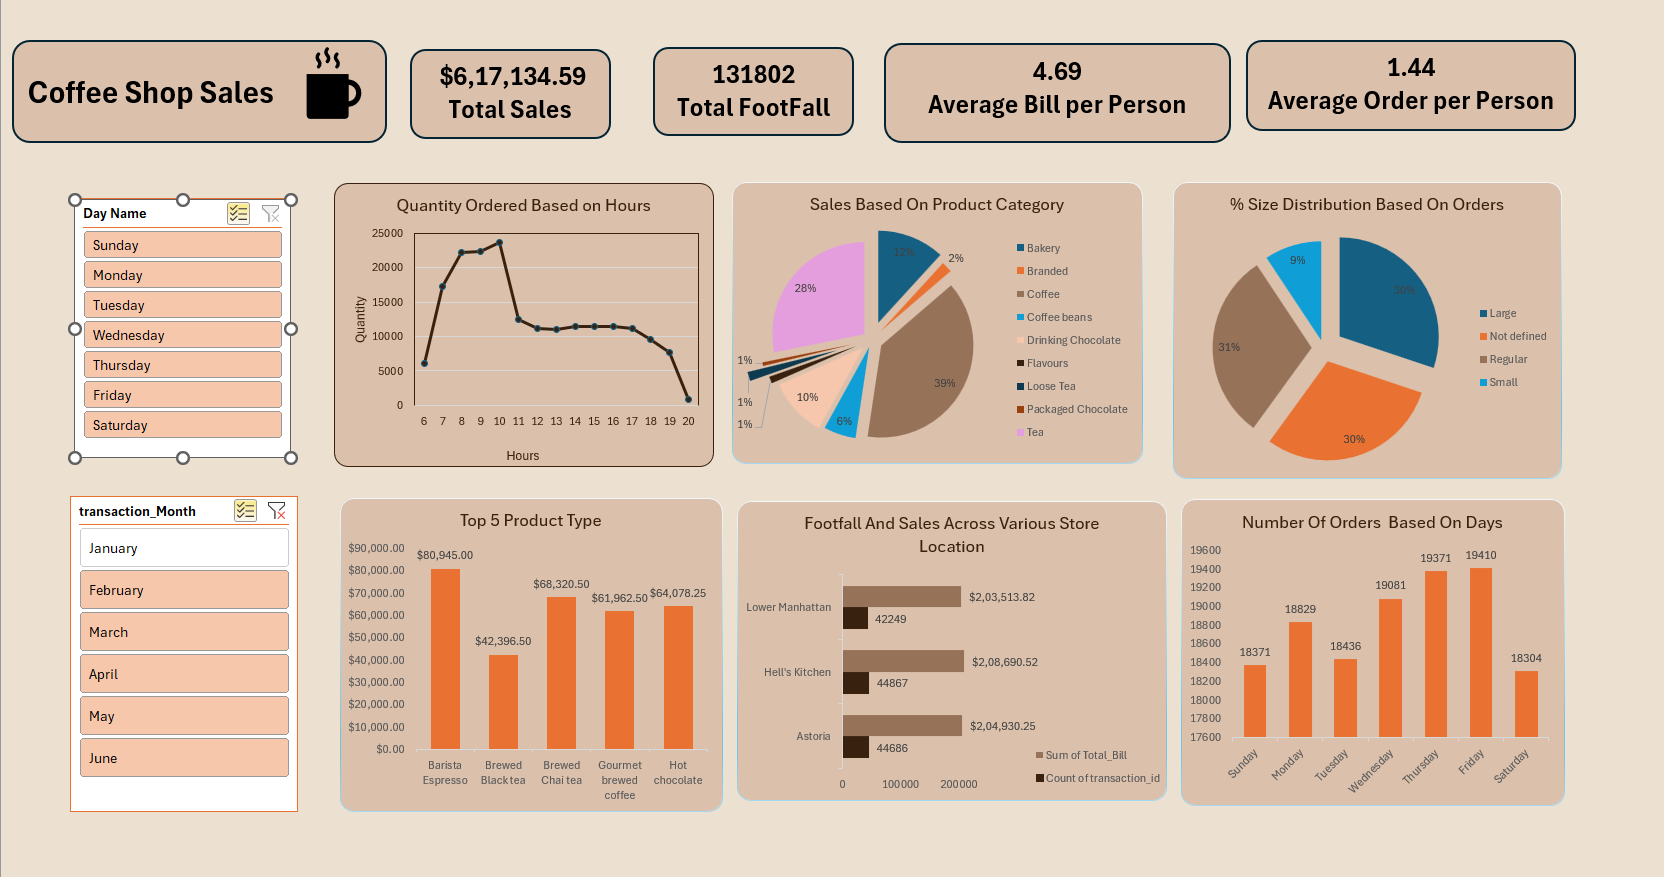 Coffee Shop Sales
$6,17,134.59
Total Sales
131802
Total FootFall
4.69
Average Bill per Person
1.44
Average Order per Person
Day Name
Sunday
Monday
Tuesday
Wednesday
Thursday
Friday
Saturday
Quantity Ordered Based on Hours
Quantity
25000
20000
15000
10000
5000
0
6 7 8 9 10 11 12 13 14 15 16 17 18 19 20
Hours
Sales Based On Product Category
12%
2%
39%
6%
10%
1%
1%
1%
28%
Bakery
Branded
Coffee
Coffee beans
Drinking Chocolate
Flavours
Loose Tea
Packaged Chocolate
Tea
% Size Distribution Based On Orders
30%
30%
31%
9%
Large
Not defined
Regular
Small
transaction_Month
January
February
March
April
May
June
Top 5 Product Type
$90,000.00
$80,000.00
$70,000.00
$60,000.00
$50,000.00
$40,000.00
$30,000.00
$20,000.00
$10,000.00
$0.00
$80,945.00
$42,396.50
$68,320.50
$61,962.50
$64,078.25
Barista
Espresso
Brewed
Black tea
Brewed
Chai tea
Gourmet
brewed
coffee
Hot
chocolate
Footfall And Sales Across Various Store
Location
Lower Manhattan
$2,03,513.82
42249
Hell's Kitchen
$2,08,690.52
44867
Astoria
$2,04,930.25
44686
0 100000 200000
Sum of Total_Bill
Count of transaction_id
Number Of Orders Based On Days
19600
19400
19200
19000
18800
18600
18400
18200
18000
17800
17600
18371
18829
18436
19081
19371
19410
18304
Sunday
Monday
Tuesday
Wednesday
Thursday
Friday
Saturday